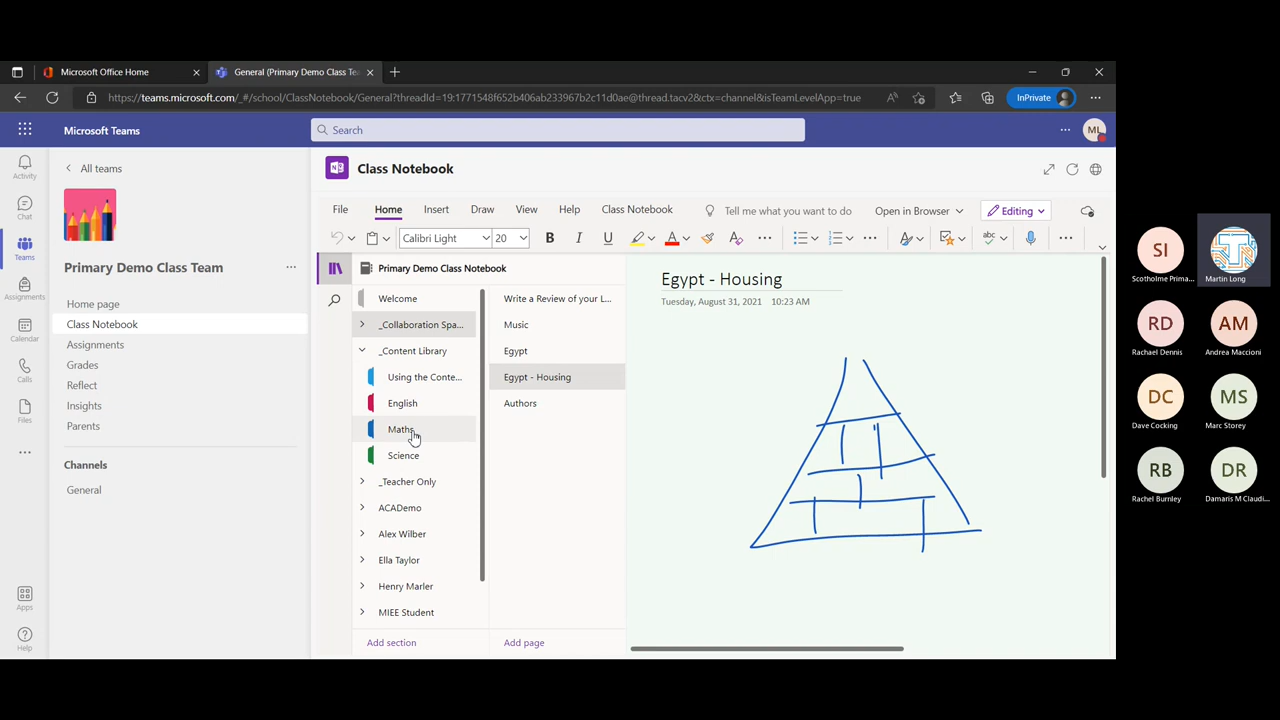 Microsoft Office Home
General (Primary Demo Class Tea
https://teams.microsoft.com/_#/school/ClassNotebook/General?threadId=19:1771548f652b406ab233967b2c11d0ae@thread.tacv2&ctx=channel&isTeamLevelApp=true
InPrivate
Microsoft Teams
Search
ML
Activity
Chat
Teams
Assignments
Calendar
Calls
Files
Apps
Help
All teams
Primary Demo Class Team
Home page
Class Notebook
Assignments
Grades
Reflect
Insights
Parents
Channels
General
Class Notebook
File Home Insert Draw View Help Class Notebook Tell me what you want to do Open in Browser Editing
Calibri Light 20 B I U A A abc
Primary Demo Class Notebook
Welcome
_Collaboration Spa...
_Content Library
Using the Conte...
English
Maths
Science
_Teacher Only
ACADemo
Alex Wilber
Ella Taylor
Henry Marler
MIEE Student
Add section
Write a Review of your L...
Music
Egypt
Egypt - Housing
Authors
Add page
Egypt - Housing
Tuesday, August 31, 2021 10:23 AM
SI
Scotholme Prima...
Martin Long
RD
Rachael Dennis
AM
Andrea Maccioni
DC
Dave Cocking
MS
Marc Storey
RB
Rachel Burnley
DR
Damaris M Claudi...